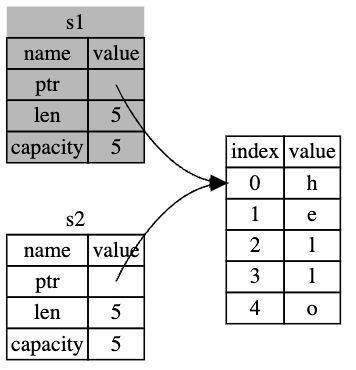 s1
name value
ptr
len 5
capacity 5
s2
name value
ptr
len 5
capacity 5
index value
0 h
1 e
2 l
3 l
4 o